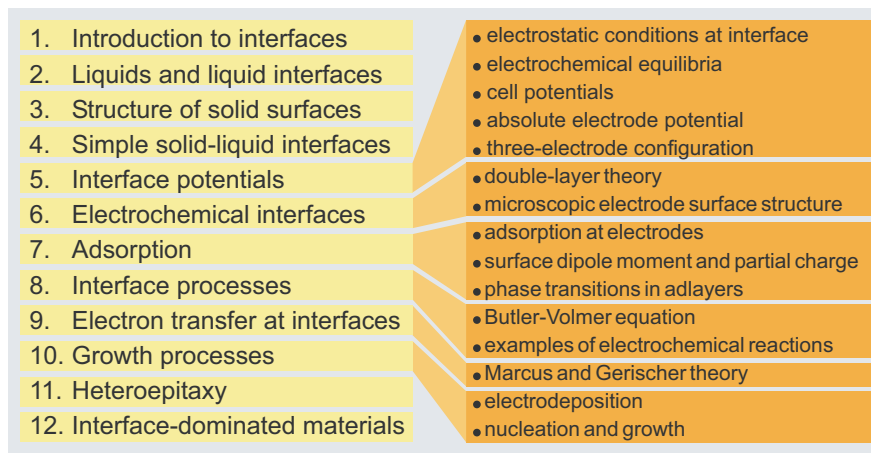 1. Introduction to interfaces
2. Liquids and liquid interfaces
3. Structure of solid surfaces
4. Simple solid-liquid interfaces
5. Interface potentials
6. Electrochemical interfaces
7. Adsorption
8. Interface processes
9. Electron transfer at interfaces
10. Growth processes
11. Heteroepitaxy
12. Interface-dominated materials
• electrostatic conditions at interface
• electrochemical equilibria
• cell potentials
• absolute electrode potential
• three-electrode configuration
• double-layer theory
• microscopic electrode surface structure
• adsorption at electrodes
• surface dipole moment and partial charge
• phase transitions in adlayers
• Butler-Volmer equation
• examples of electrochemical reactions
• Marcus and Gerischer theory
• electrodeposition
• nucleation and growth